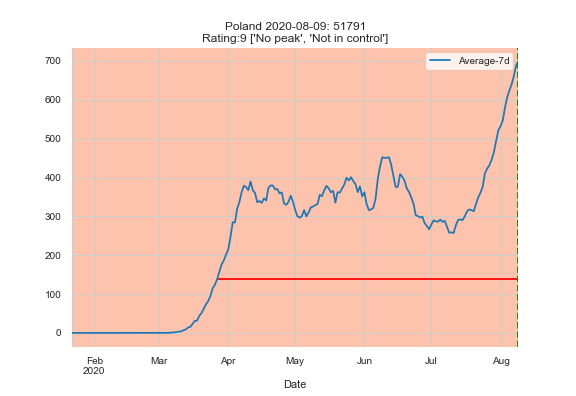 Poland 2020-08-09: 51791
Rating:9 ['No peak', 'Not in control']
Average-7d
700
600
500
400
300
200
100
0
Feb Mar Apr May Jun Jul Aug
2020
Date